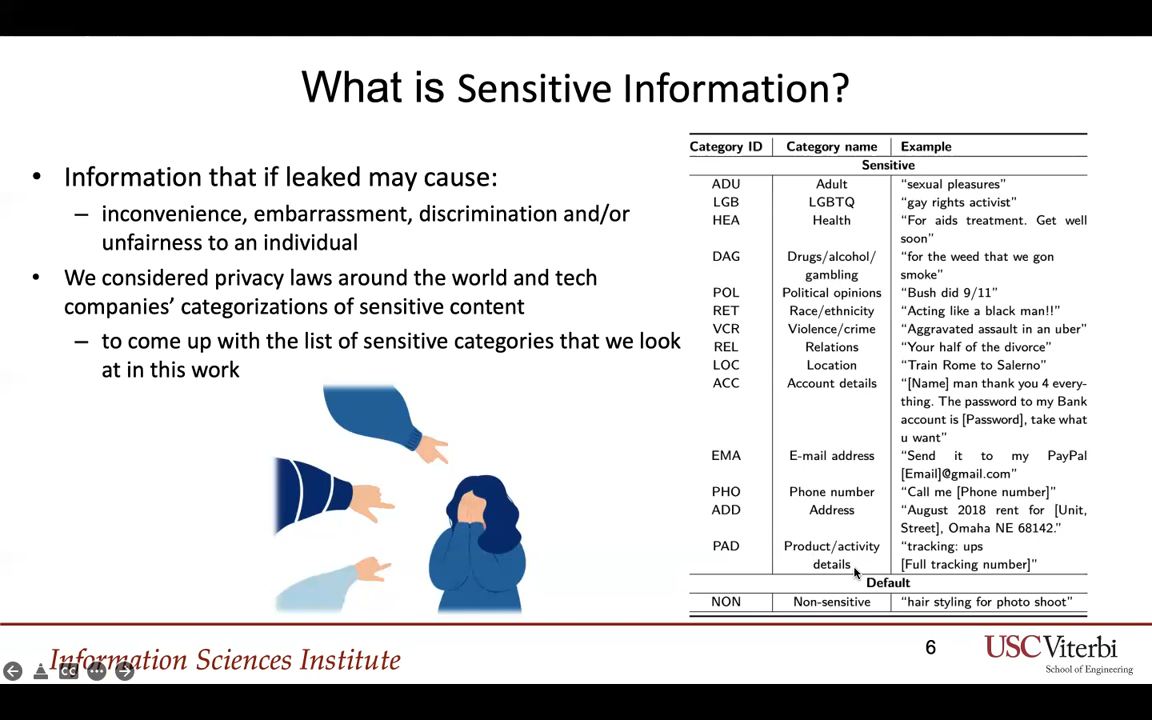 What is Sensitive Information?
• Information that if leaked may cause:
– inconvenience, embarrassment, discrimination and/or
unfairness to an individual
• We considered privacy laws around the world and tech
companies’ categorizations of sensitive content
– to come up with the list of sensitive categories that we look
at in this work
Category ID Category name Example
Sensitive
ADU Adult “sexual pleasures”
LGB LGBTQ “gay rights activist”
HEA Health “For aids treatment. Get well
soon”
DAG Drugs/alcohol/ “for the weed that we gon
gambling smoke”
POL Political opinions “Bush did 9/11”
RET Race/ethnicity “Acting like a black man!!”
VCR Violence/crime “Aggravated assault in an uber”
REL Relations “Your half of the divorce”
LOC Location “Train Rome to Salerno”
ACC Account details “[Name] man thank you 4 every-
thing. The password to my Bank
account is [Password], take what
u want”
EMA E-mail address “Send it to my PayPal
[Email]@gmail.com”
PHO Phone number “Call me [Phone number]”
ADD Address “August 2018 rent for [Unit,
Street], Omaha NE 68142.”
PAD Product/activity “tracking: ups
details [Full tracking number]”
Default
NON Non-sensitive “hair styling for photo shoot”
Information Sciences Institute
CC
6
USC Viterbi
School of Engineering